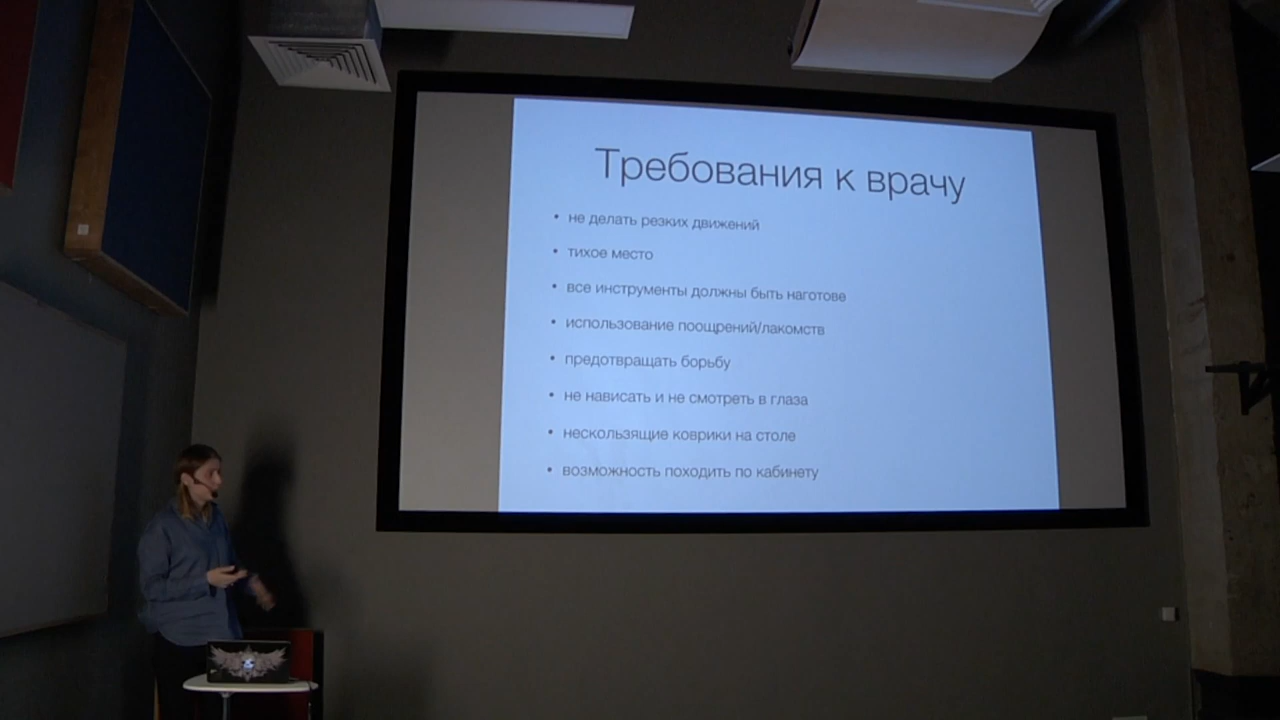 Требования к врачу
• не делать резких движений
• тихое место
• все инструменты должны быть наготове
• использование поощрений/лакомств
• предотвращать борьбу
• не нависать и не смотреть в глаза
• нескользящие коврики на столе
• возможность походить по кабинету